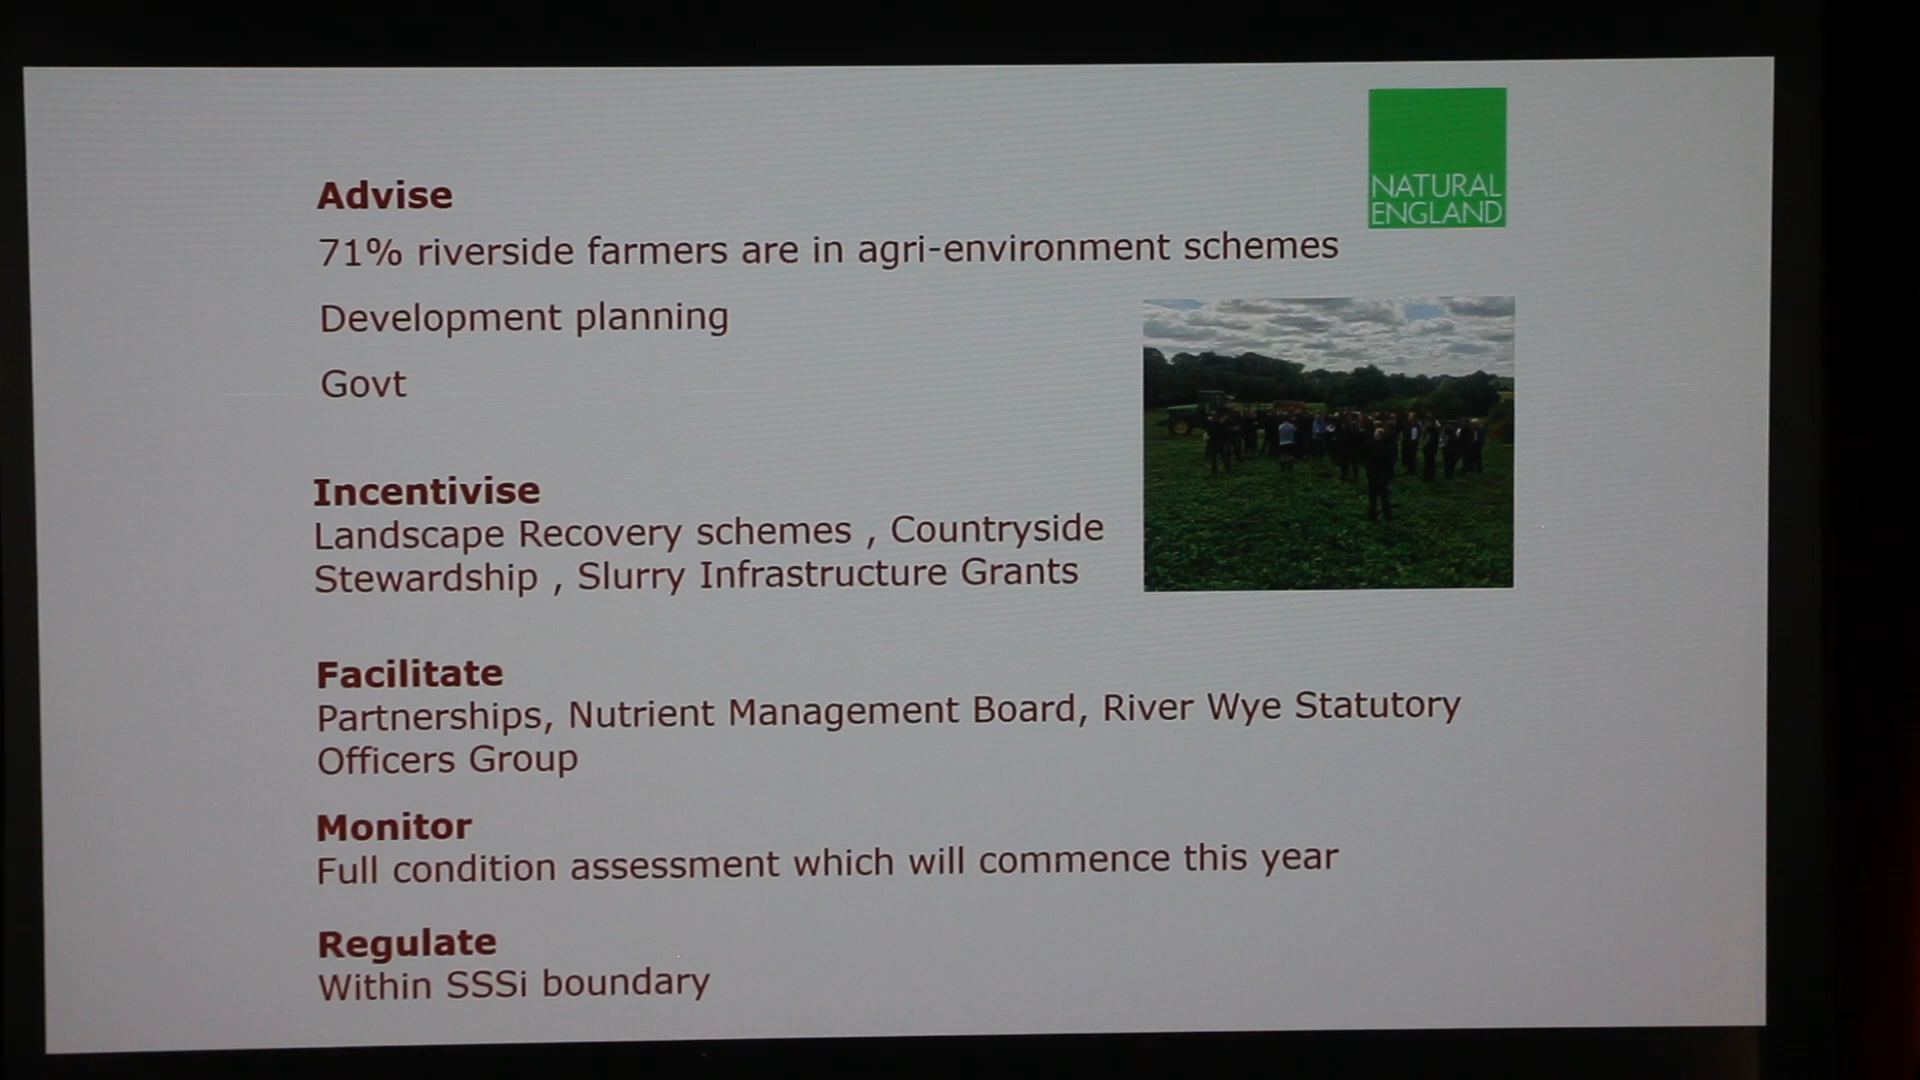 NATURAL
ENGLAND
Advise
71% riverside farmers are in agri-environment schemes
Development planning
Govt
Incentivise
Landscape Recovery schemes , Countryside
Stewardship , Slurry Infrastructure Grants
Facilitate
Partnerships, Nutrient Management Board, River Wye Statutory
Officers Group
Monitor
Full condition assessment which will commence this year
Regulate
Within SSSi boundary